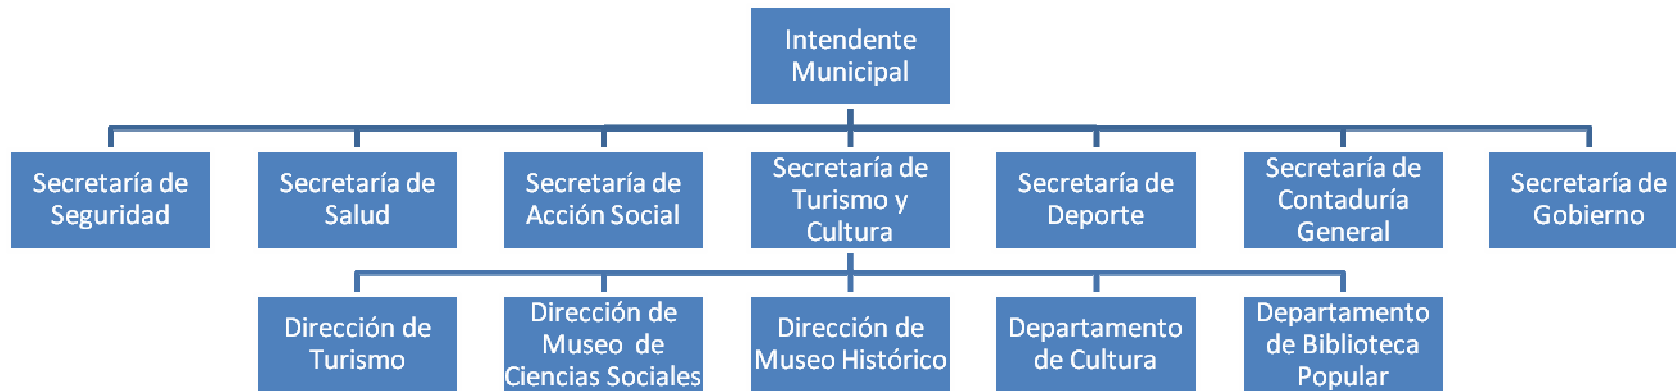 Intendente
Municipal
Secretaría de
Seguridad
Secretaría de
Salud
Secretaría de
Acción Social
Secretaría de
Turismo y
Cultura
Secretaría de
Deporte
Secretaría de
Contaduría
General
Secretaría de
Gobierno
Dirección de
Turismo
Dirección de
Museo de
Ciencias Sociales
Dirección de
Museo Histórico
Departamento
de Cultura
Departamento
de Biblioteca
Popular